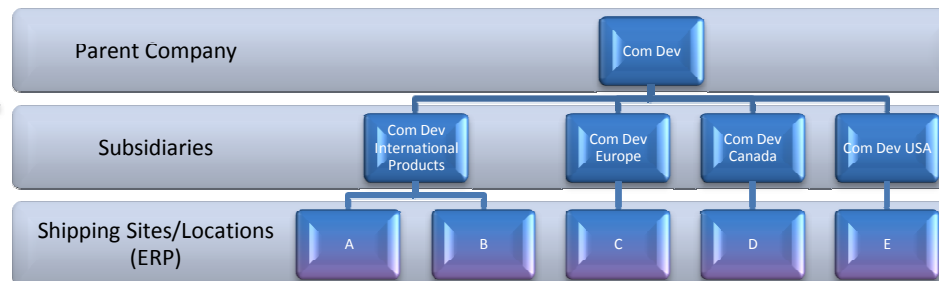 Parent Company
Com Dev
Subsidiaries
Com Dev
International
Products
Com Dev
Europe
Com Dev
Canada
Com Dev USA
Shipping Sites/Locations
(ERP)
A
B
C
D
E